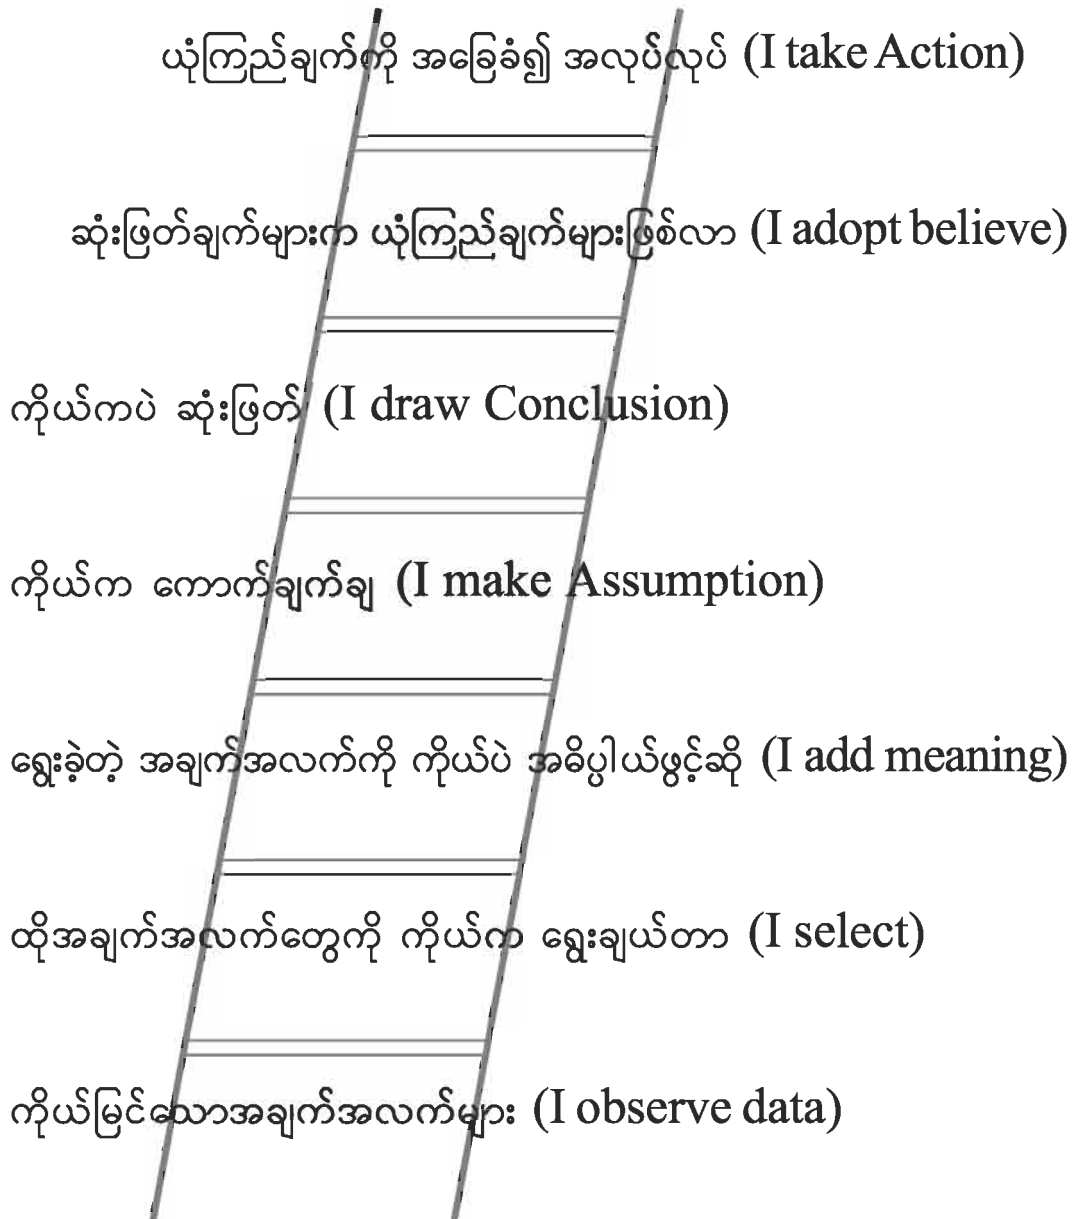 ယုံကြည်ချက်ကို အခြေခံ၍ အလုပ်လုပ် (I take Action)
ဆုံးဖြတ်ချက်များက ယုံကြည်ချက်များဖြစ်လာ (I adopt believe)
ကိုယ်ကပဲ ဆုံးဖြတ် (I draw Conclusion)
ကိုယ်က ကောက်ချက်ချ (I make Assumption)
ရွေးခဲ့တဲ့ အချက်အလက်ကို ကိုယ်ပဲ အဓိပ္ပါယ်ဖွင့်ဆို (I add meaning)
ထိုအချက်အလက်တွေကို ကိုယ်က ရွေးချယ်တာ (I select)
ကိုယ်မြင်သောအချက်အလက်များ (I observe data)